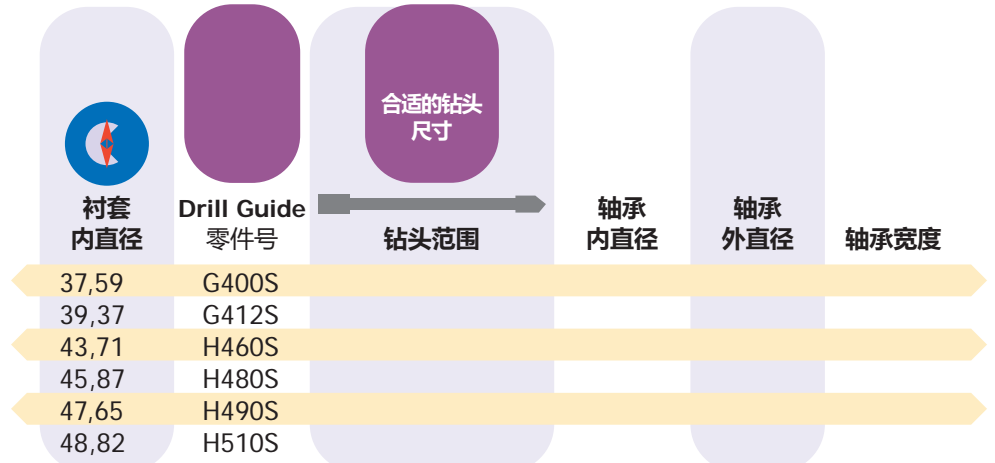 合适的钻头
尺寸
衬套
内直径
Drill Guide
零件号
钻头范围
轴承
内直径
轴承
外直径
轴承宽度
37,59 G400S
39,37 G412S
43,71 H460S
45,87 H480S
47,65 H490S
48,82 H510S